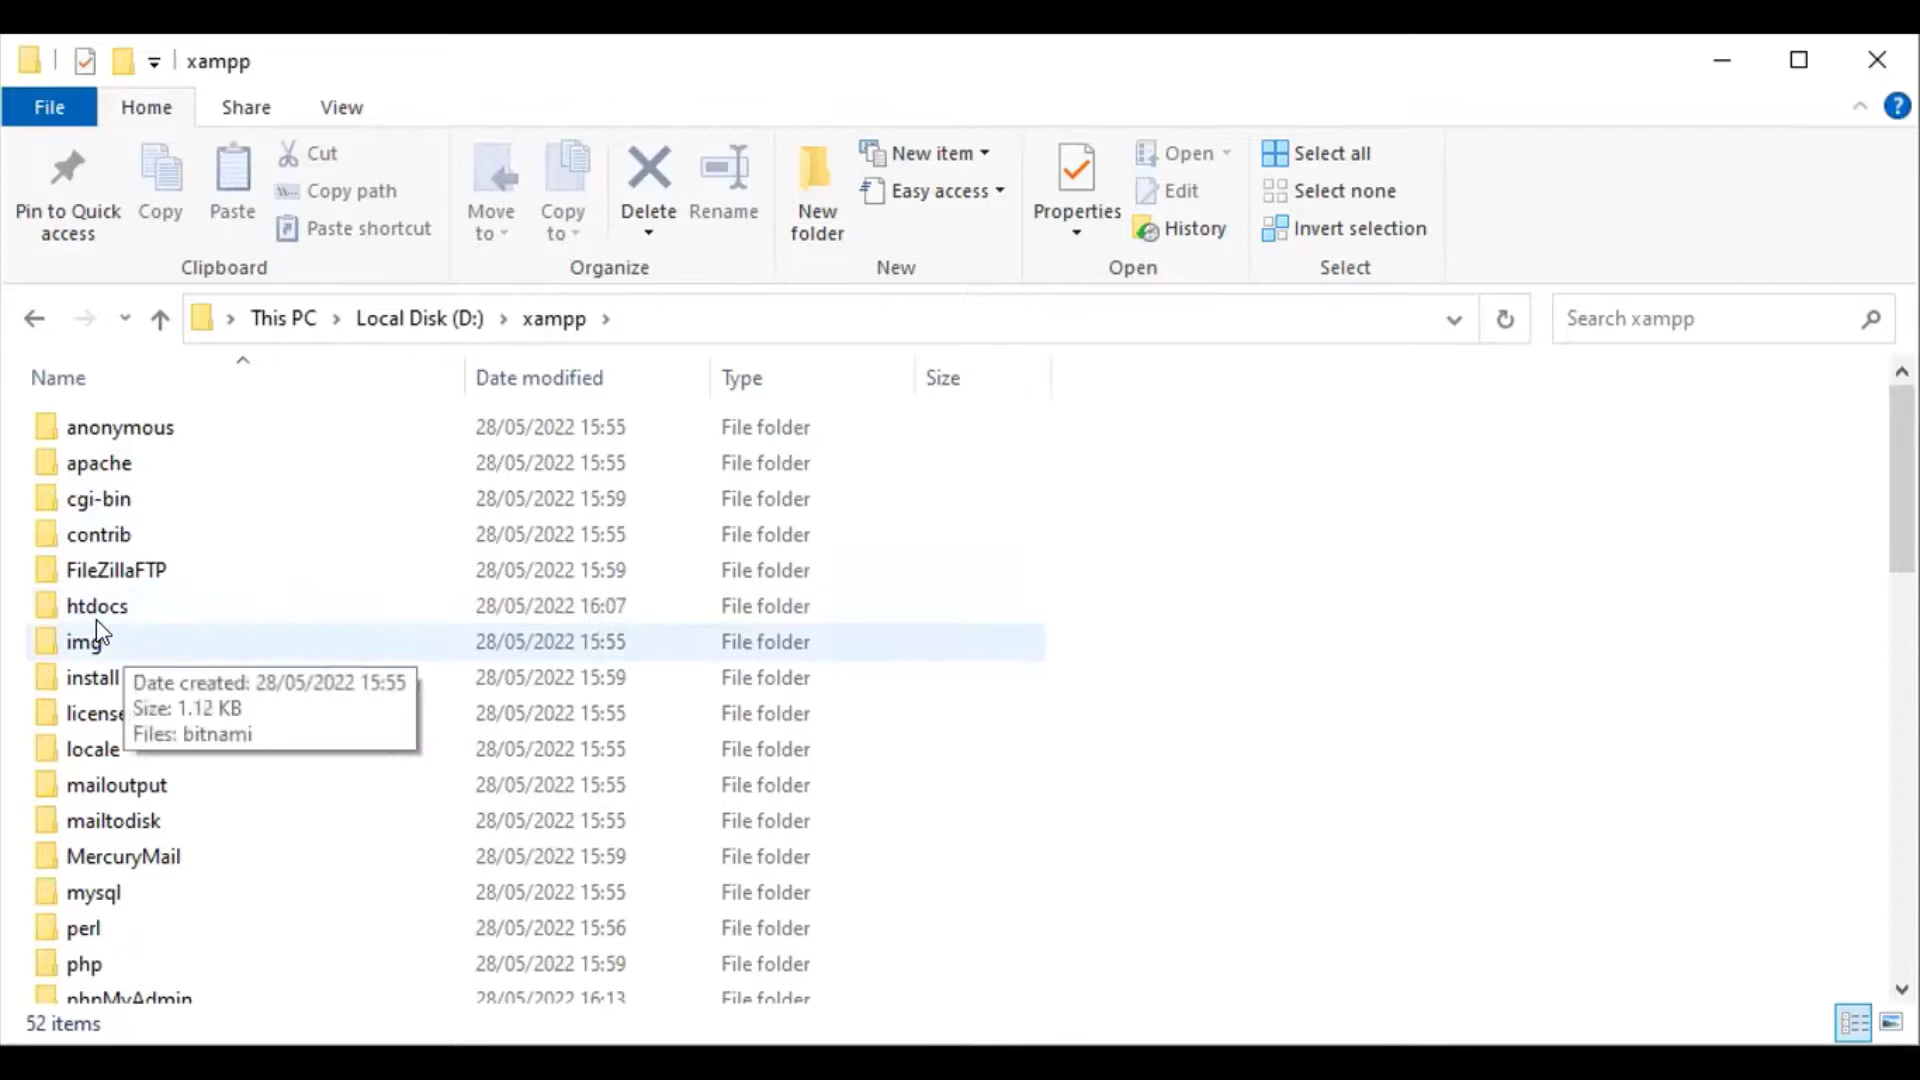 xampp
File Home Share View
Pin to Quick access
Copy
Paste
Cut
Copy path
Paste shortcut
Clipboard
Move to
Copy to
Delete
Rename
Organize
New folder
New item
Easy access
New
Properties
Open
Edit
History
Open
Select all
Select none
Invert selection
Select
This PC > Local Disk (D:) > xampp >
Search xampp
Name Date modified Type Size
anonymous 28/05/2022 15:55 File folder
apache 28/05/2022 15:55 File folder
cgi-bin 28/05/2022 15:59 File folder
contrib 28/05/2022 15:55 File folder
FileZillaFTP 28/05/2022 15:59 File folder
htdocs 28/05/2022 16:07 File folder
img 28/05/2022 15:55 File folder
install 28/05/2022 15:59 File folder
license 28/05/2022 15:55 File folder
locale 28/05/2022 15:55 File folder
Date created: 28/05/2022 15:55
Size: 1.12 KB
Files: bitnami
mailoutput 28/05/2022 15:55 File folder
mailtodisk 28/05/2022 15:55 File folder
MercuryMail 28/05/2022 15:59 File folder
mysql 28/05/2022 15:55 File folder
perl 28/05/2022 15:56 File folder
php 28/05/2022 15:59 File folder
phpMyAdmin 28/05/2022 16:13 File folder
52 items